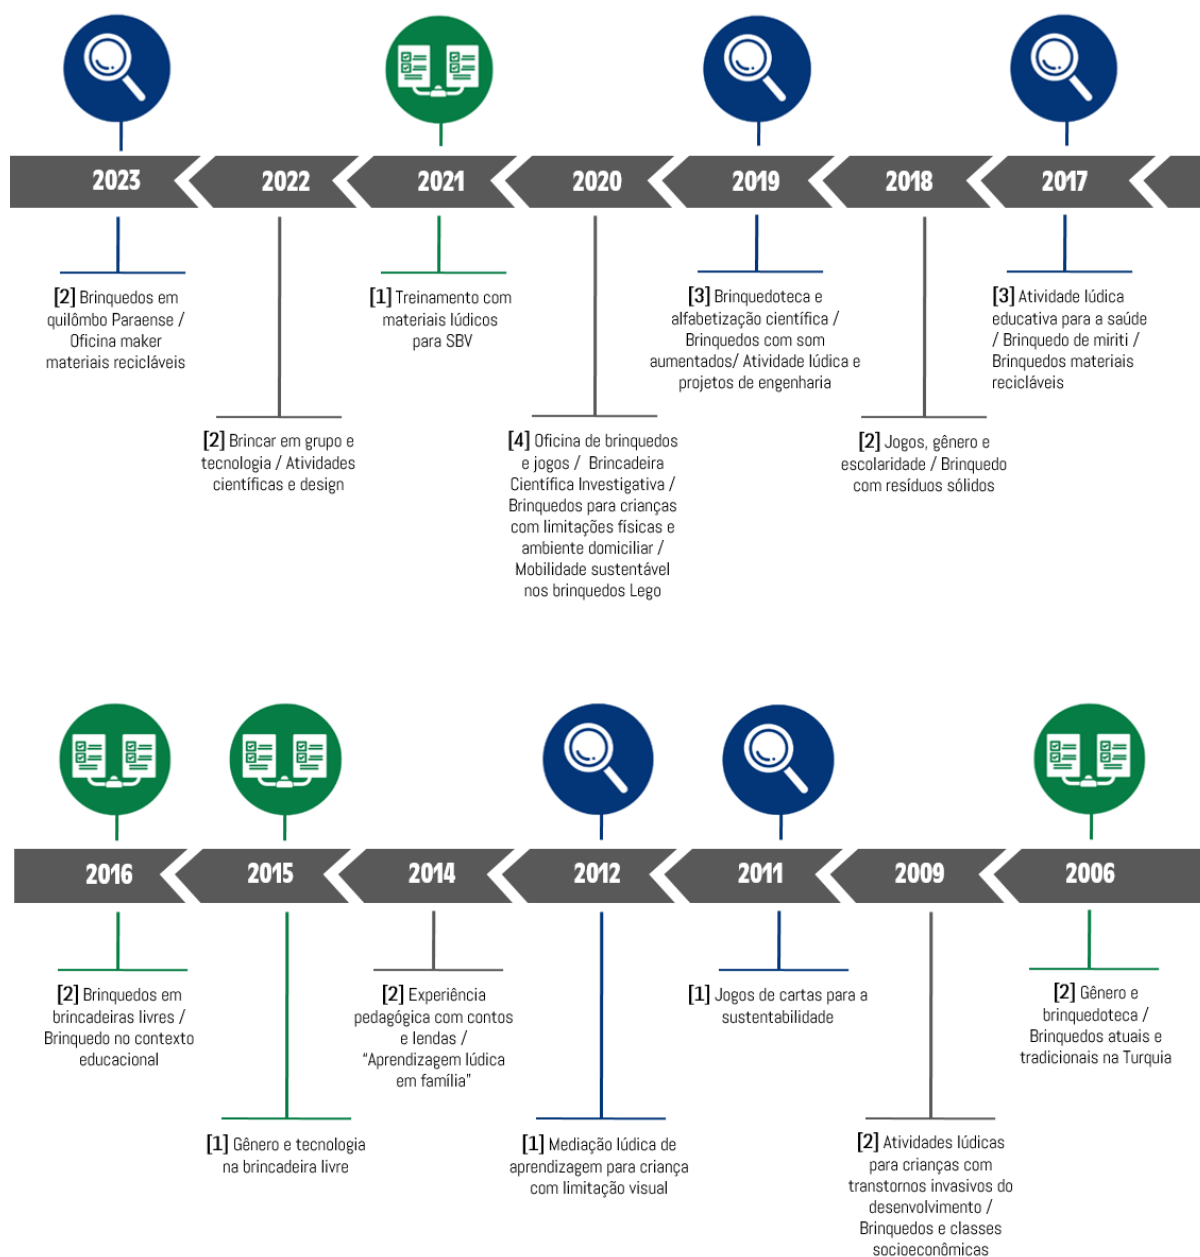 2023
2022
2021
2020
2019
2018
2017
[2] Brinquedos em
quilômbo Paraense /
Oficina maker
materiais recicláveis
[2] Brincar em grupo e
tecnologia / Atividades
científicas e design
[1] Treinamento com
materiais lúdicos
para SBV
[4] Oficina de brinquedos
e jogos / Brincadeira
Científica Investigativa /
Brinquedos para crianças
com limitações físicas e
ambiente domiciliar /
Mobilidade sustentável
nos brinquedos Lego
[3] Brinquedoteca e
alfabetização científica /
Brinquedos com som
aumentados/ Atividade lúdica e
projetos de engenharia
[2] Jogos, gênero e
escolaridade / Brinquedo
com resíduos sólidos
[3] Atividade lúdica
educativa para a saúde
/ Brinquedo de miriti /
Brinquedos materiais
recicláveis
2016
2015
2014
2012
2011
2009
2006
[2] Brinquedos em
brincadeiras livres /
Brinquedo no contexto
educacional
[1] Gênero e tecnologia
na brincadeira livre
[2] Experiência
pedagógica com contos
e lendas /
“Aprendizagem lúdica
em família”
[1] Mediação lúdica de
aprendizagem para criança
com limitação visual
[1] Jogos de cartas para a
sustentabilidade
[2] Atividades lúdicas
para crianças com
transtornos invasivos do
desenvolvimento /
Brinquedos e classes
socioeconômicas
[2] Gênero e
brinquedoteca /
Brinquedos atuais e
tradicionais na Turquia